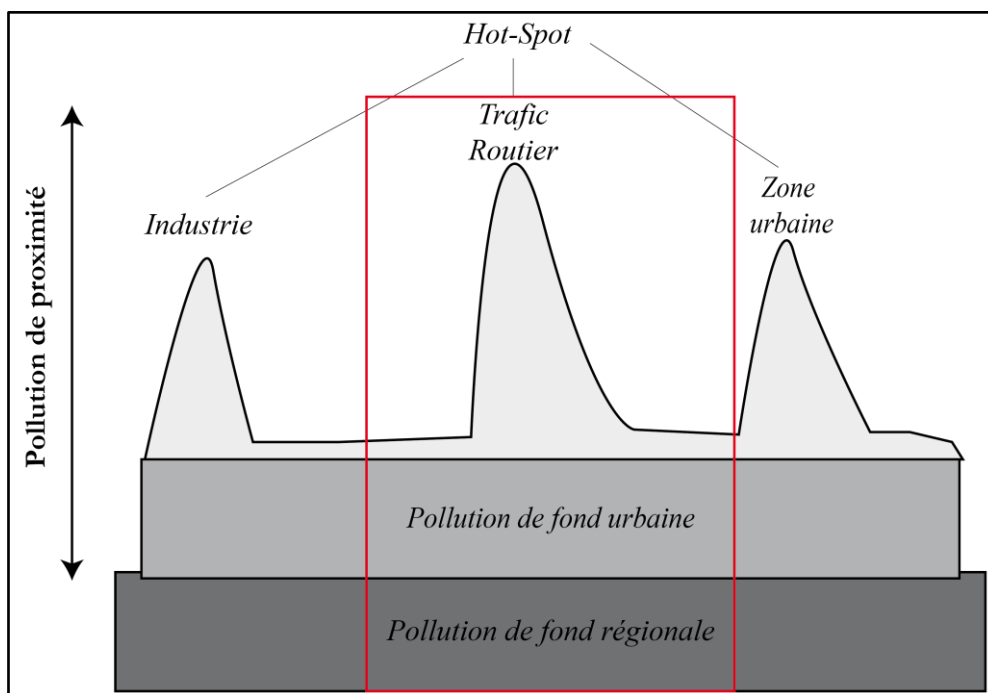 Hot-Spot
Trafic
Routier
Zone
urbaine
Industrie
Pollution de proximité
Pollution de fond urbaine
Pollution de fond régionale